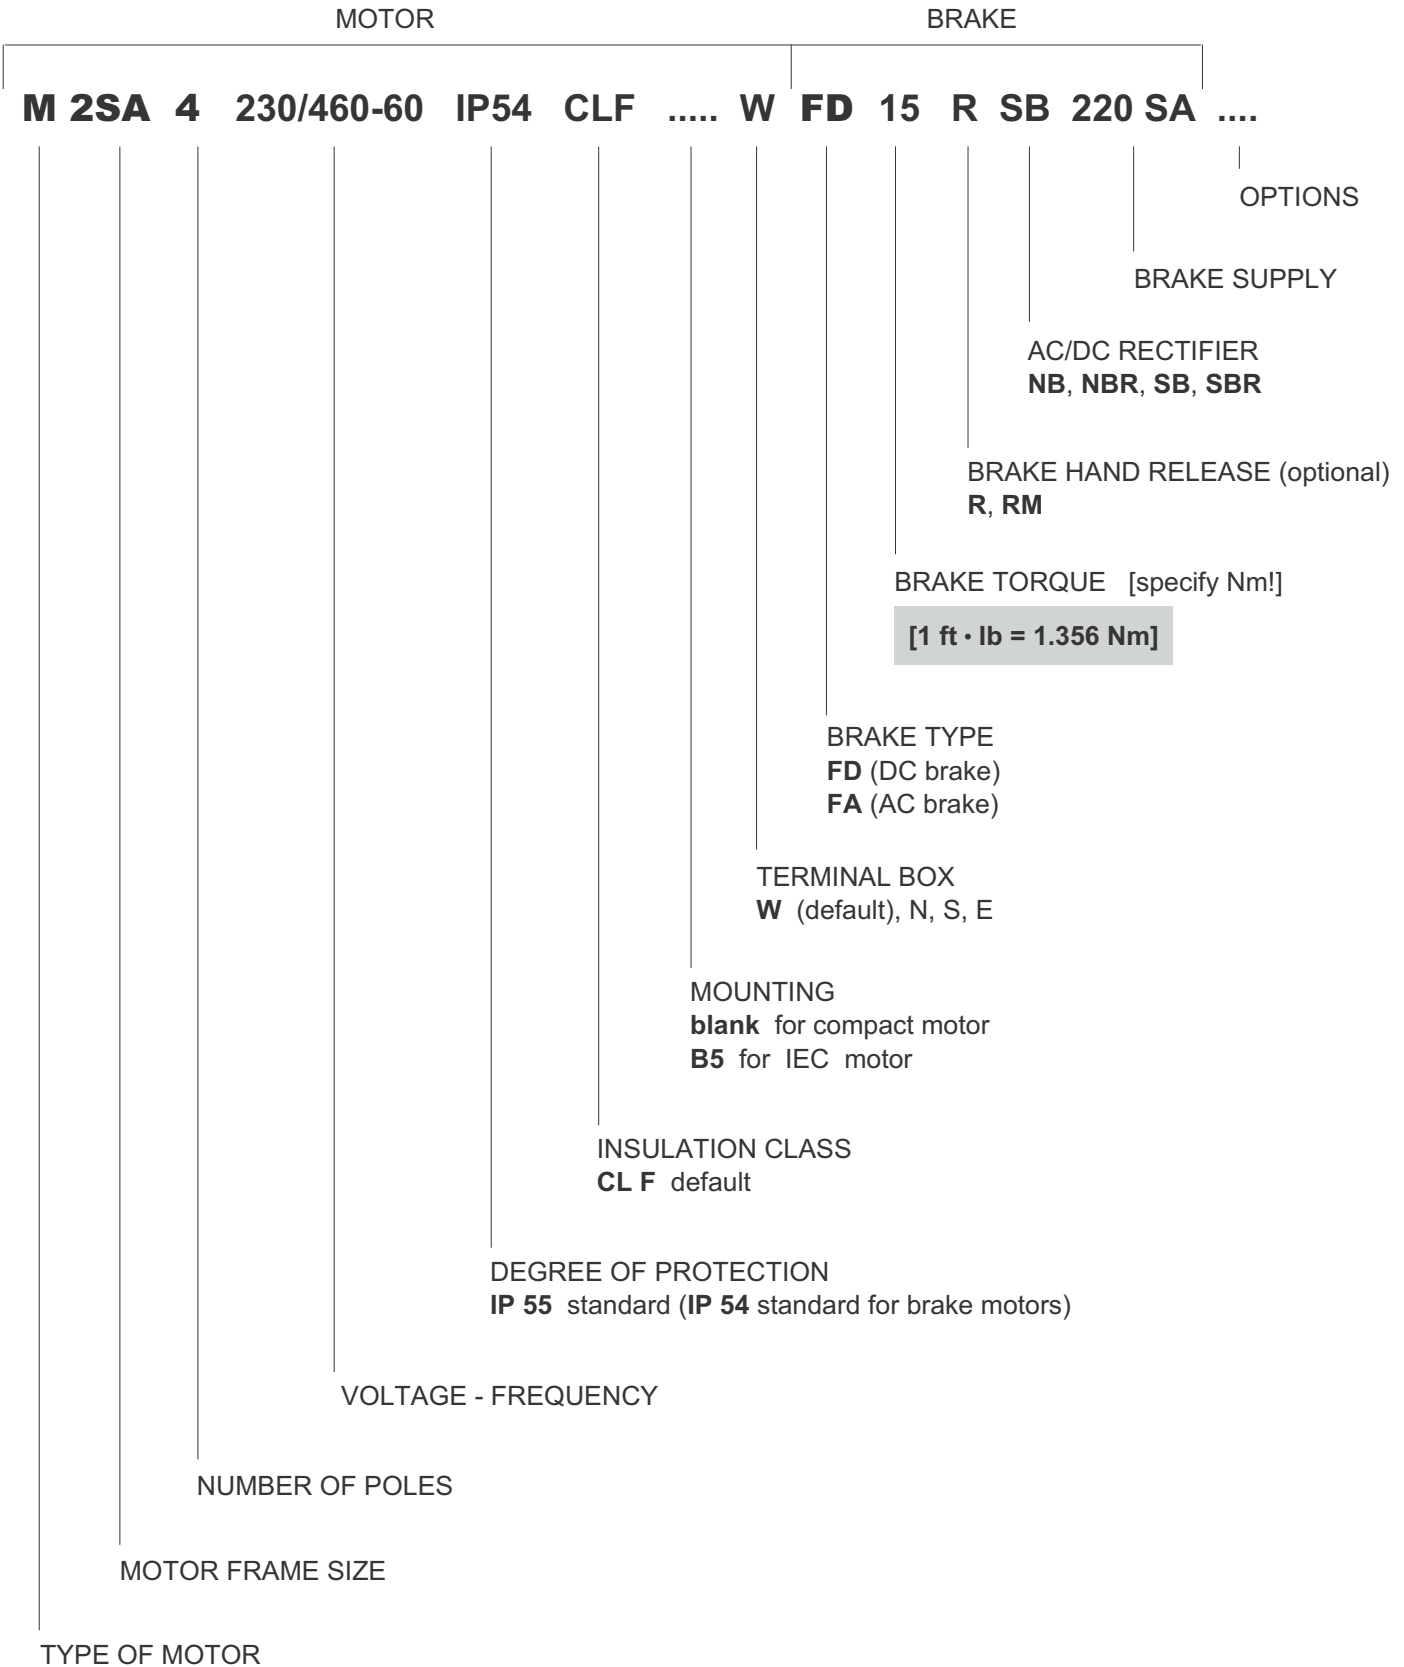 MOTOR BRAKE
M 2SA 4 230/460-60 IP54 CLF ..... W FD 15 R SB 220 SA ....
OPTIONS
BRAKE SUPPLY
AC/DC RECTIFIER
NB, NBR, SB, SBR
BRAKE HAND RELEASE (optional)
R, RM
BRAKE TORQUE [specify Nm!]
[1 ft · lb = 1.356 Nm]
BRAKE TYPE
FD (DC brake)
FA (AC brake)
TERMINAL BOX
W (default), N, S, E
MOUNTING
blank for compact motor
B5 for IEC motor
INSULATION CLASS
CL F default
DEGREE OF PROTECTION
IP 55 standard (IP 54 standard for brake motors)
VOLTAGE - FREQUENCY
NUMBER OF POLES
MOTOR FRAME SIZE
TYPE OF MOTOR